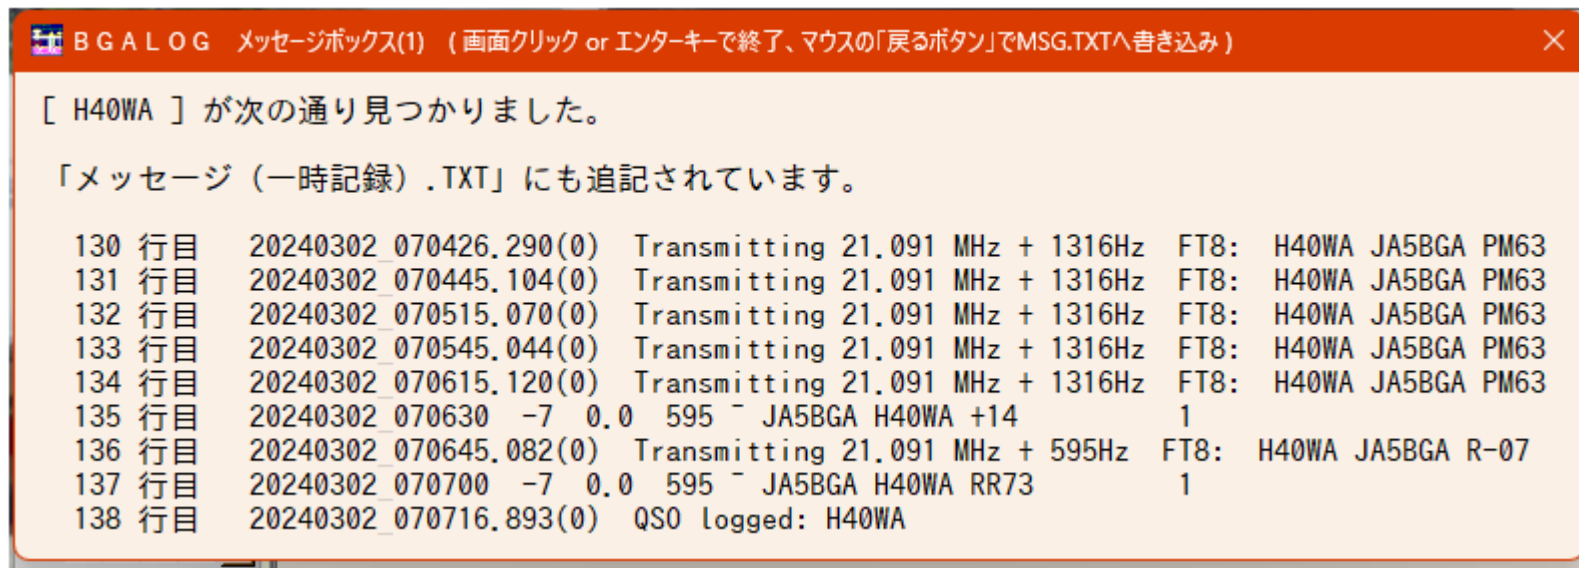 ＢＧＡＬＯＧ　メッセージボックス(1)　( 画面クリック or エンターキーで終了、マウスの「戻るボタン」でMSG.TXTへ書き込み )
[ H40WA ] が次の通り見つかりました。
「メッセージ（一時記録）.TXT」にも追記されています。
130 行目   20240302_070426.290(0)  Transmitting 21.091 MHz + 1316Hz  FT8:  H40WA JA5BGA PM63
131 行目   20240302_070445.104(0)  Transmitting 21.091 MHz + 1316Hz  FT8:  H40WA JA5BGA PM63
132 行目   20240302_070515.070(0)  Transmitting 21.091 MHz + 1316Hz  FT8:  H40WA JA5BGA PM63
133 行目   20240302_070545.044(0)  Transmitting 21.091 MHz + 1316Hz  FT8:  H40WA JA5BGA PM63
134 行目   20240302_070615.120(0)  Transmitting 21.091 MHz + 1316Hz  FT8:  H40WA JA5BGA PM63
135 行目   20240302_070630  -7  0.0  595 ~ JA5BGA H40WA +14          1
136 行目   20240302_070645.082(0)  Transmitting 21.091 MHz + 595Hz  FT8:  H40WA JA5BGA R-07
137 行目   20240302_070700  -7  0.0  595 ~ JA5BGA H40WA RR73         1
138 行目   20240302_070716.893(0)  QSO logged: H40WA